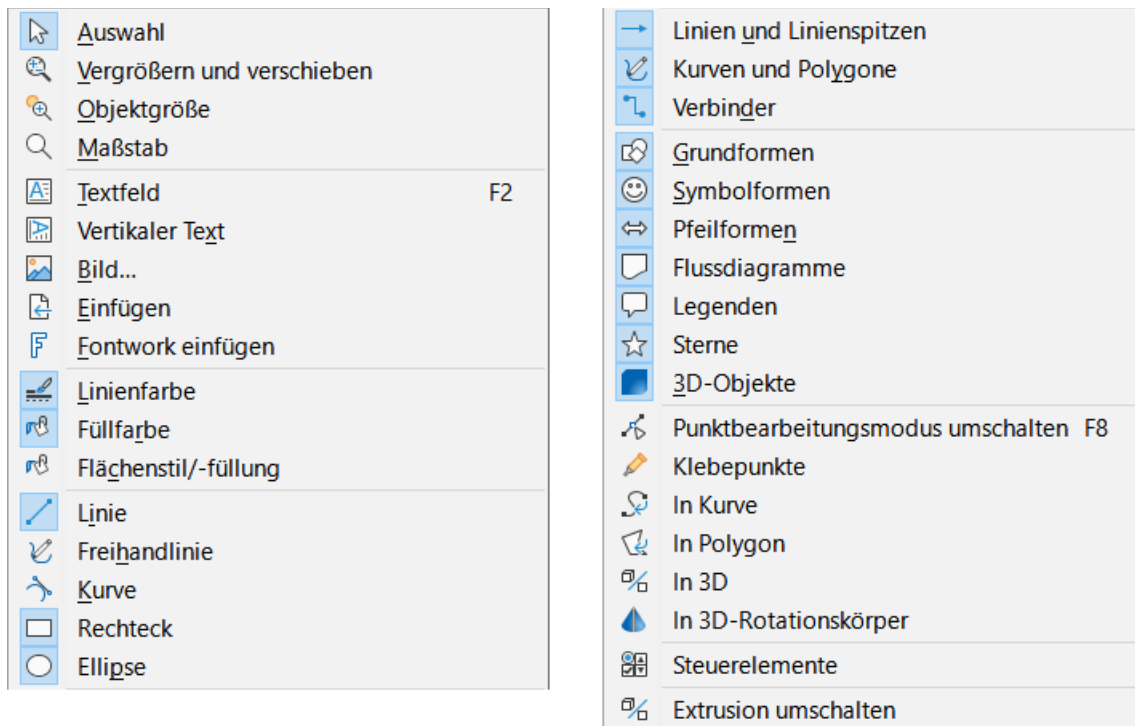 Auswahl
Vergrößern und verschieben
Objektgröße
Maßstab
Textfeld F2
Vertikaler Text
Bild...
Einfügen
Fontwork einfügen
Linienfarbe
Füllfarbe
Flächenstil/-füllung
Linie
Freihandlinie
Kurve
Rechteck
Ellipse
Linien und Linienspitzen
Kurven und Polygone
Verbinder
Grundformen
Symbolformen
Pfeilformen
Flussdiagramme
Legenden
Sterne
3D-Objekte
Punktbearbeitungsmodus umschalten F8
Klebepunkte
In Kurve
In Polygon
In 3D
In 3D-Rotationskörper
Steuerelemente
Extrusion umschalten